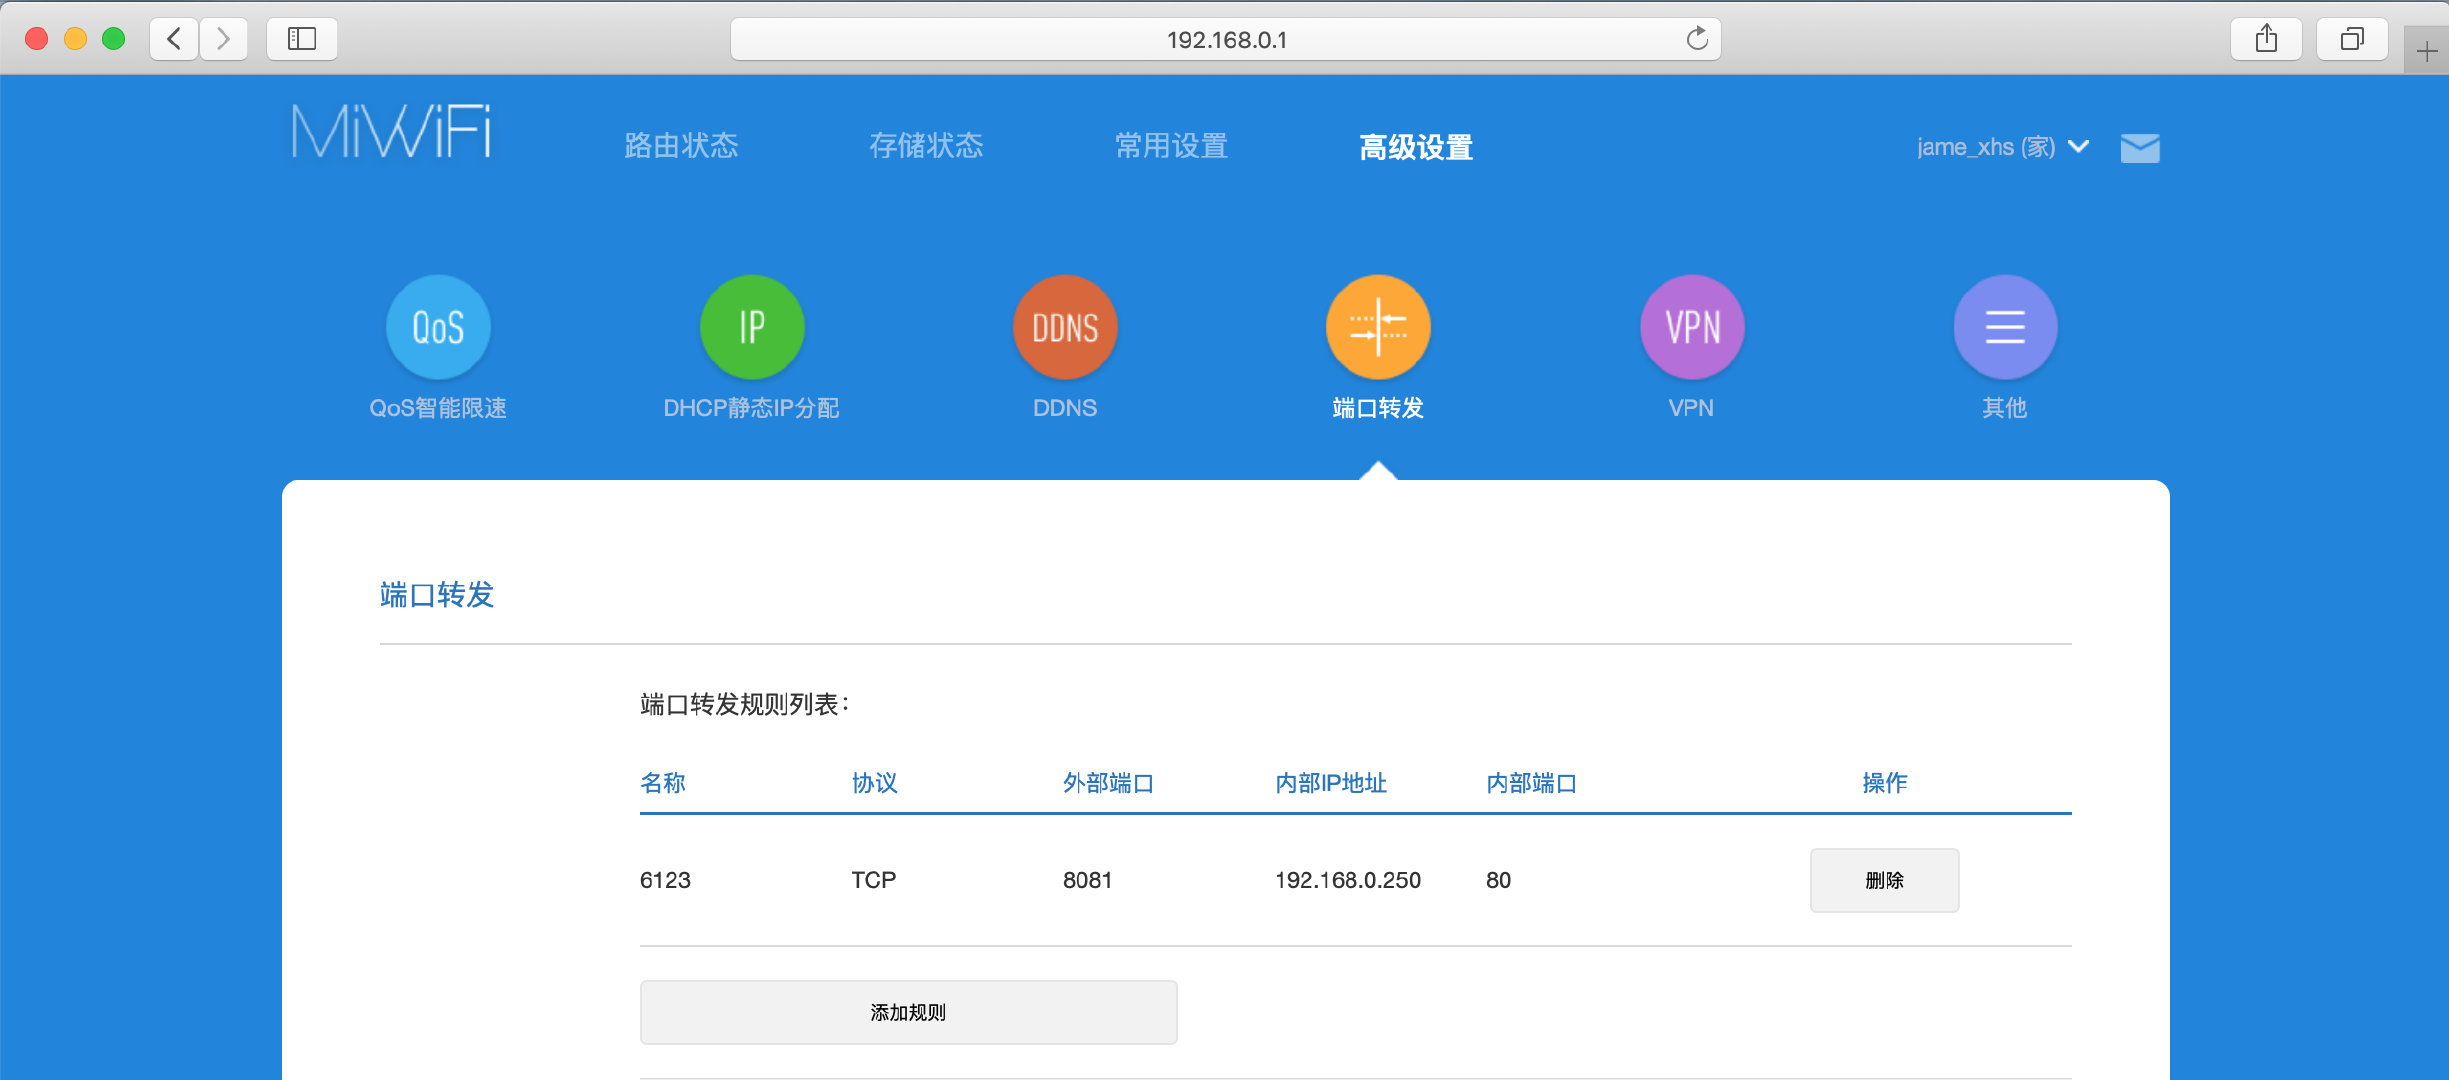 192.168.0.1
MiWiFi
路由状态 存储状态 常用设置 高级设置 jame_xhs (家)
QoS IP DDNS VPN
QoS智能限速 DHCP静态IP分配 DDNS 端口转发 VPN 其他
端口转发
端口转发规则列表：
名称 协议 外部端口 内部IP地址 内部端口 操作
6123 TCP 8081 192.168.0.250 80 删除
添加规则